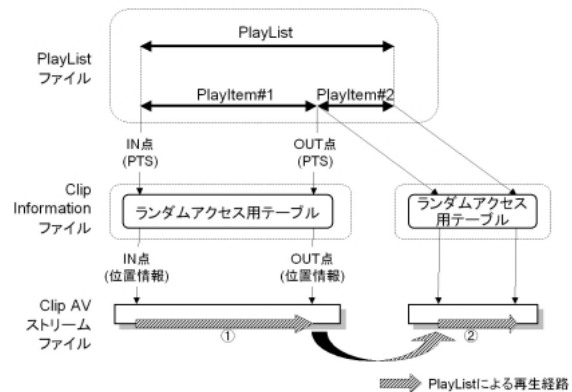 PlayList
PlayList
ファイル
PlayItem#1
PlayItem#2
IN点
(PTS)
OUT点
(PTS)
Clip
Information
ファイル
ランダムアクセス用テーブル
ランダムアクセス
用テーブル
IN点
(位置情報)
OUT点
(位置情報)
Clip AV
ストリーム
ファイル
①
②
PlayListによる再生経路